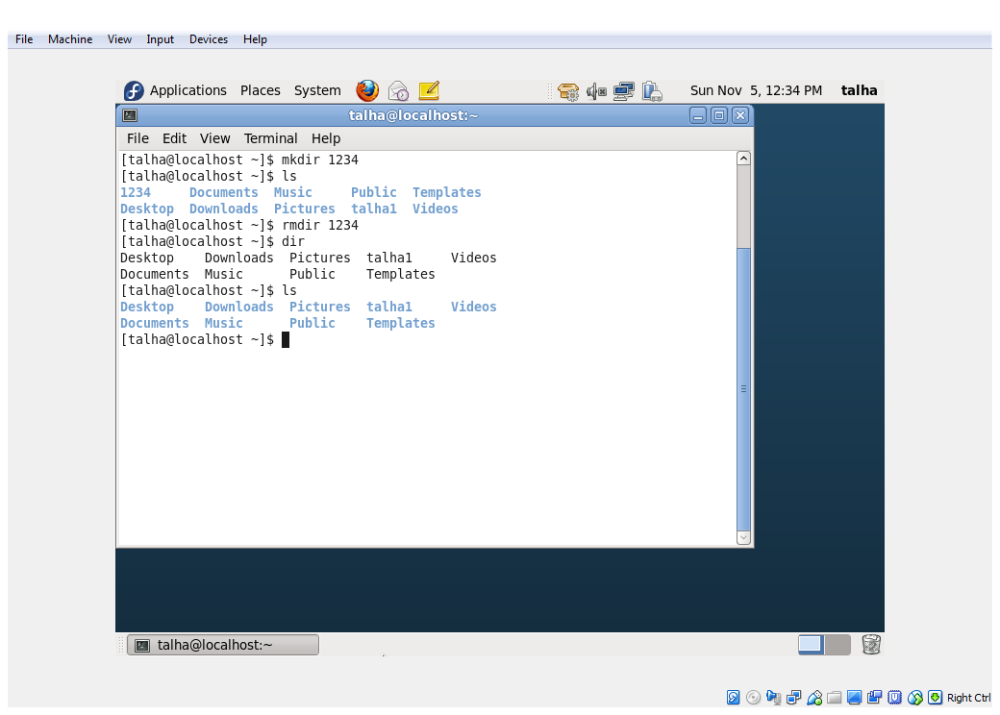 File Machine View Input Devices Help
Applications Places System Sun Nov 5, 12:34 PM talha
talha@localhost:~
File Edit View Terminal Help
[talha@localhost ~]$ mkdir 1234
[talha@localhost ~]$ ls
1234 Documents Music Public Templates
Desktop Downloads Pictures talha1 Videos
[talha@localhost ~]$ rmdir 1234
[talha@localhost ~]$ dir
Desktop Downloads Pictures talha1 Videos
Documents Music Public Templates
[talha@localhost ~]$ ls
Desktop Downloads Pictures talha1 Videos
Documents Music Public Templates
[talha@localhost ~]$
talha@localhost:~
Right Ctrl